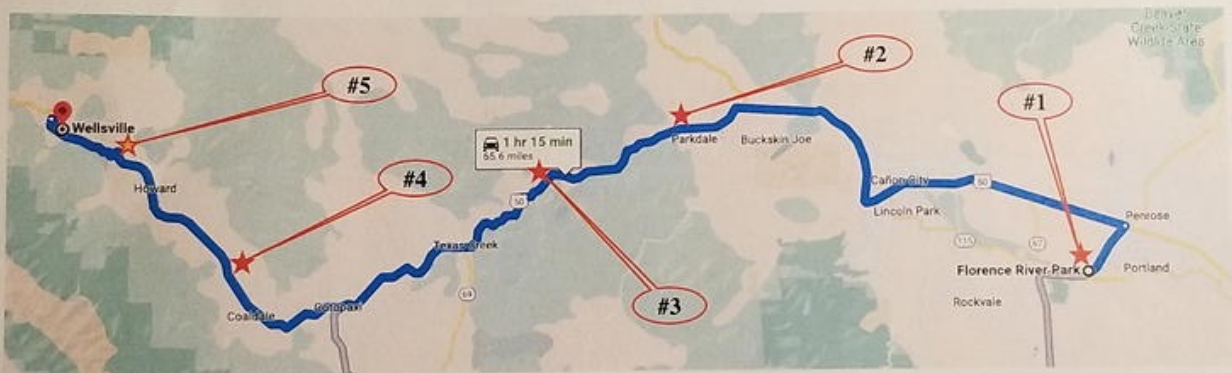 Beaver
Creek State
Wildlife Area
#2
#5
#1
Wellsville
1 hr 15 min
65.6 miles
Parkdale
Buckskin Joe
#4
Howard
Cañon City
50
50
Lincoln Park
Penrose
115
67
Texas Creek
Florence River Park
Portland
69
#3
Rockvale
Cotopaxi
Coaldale